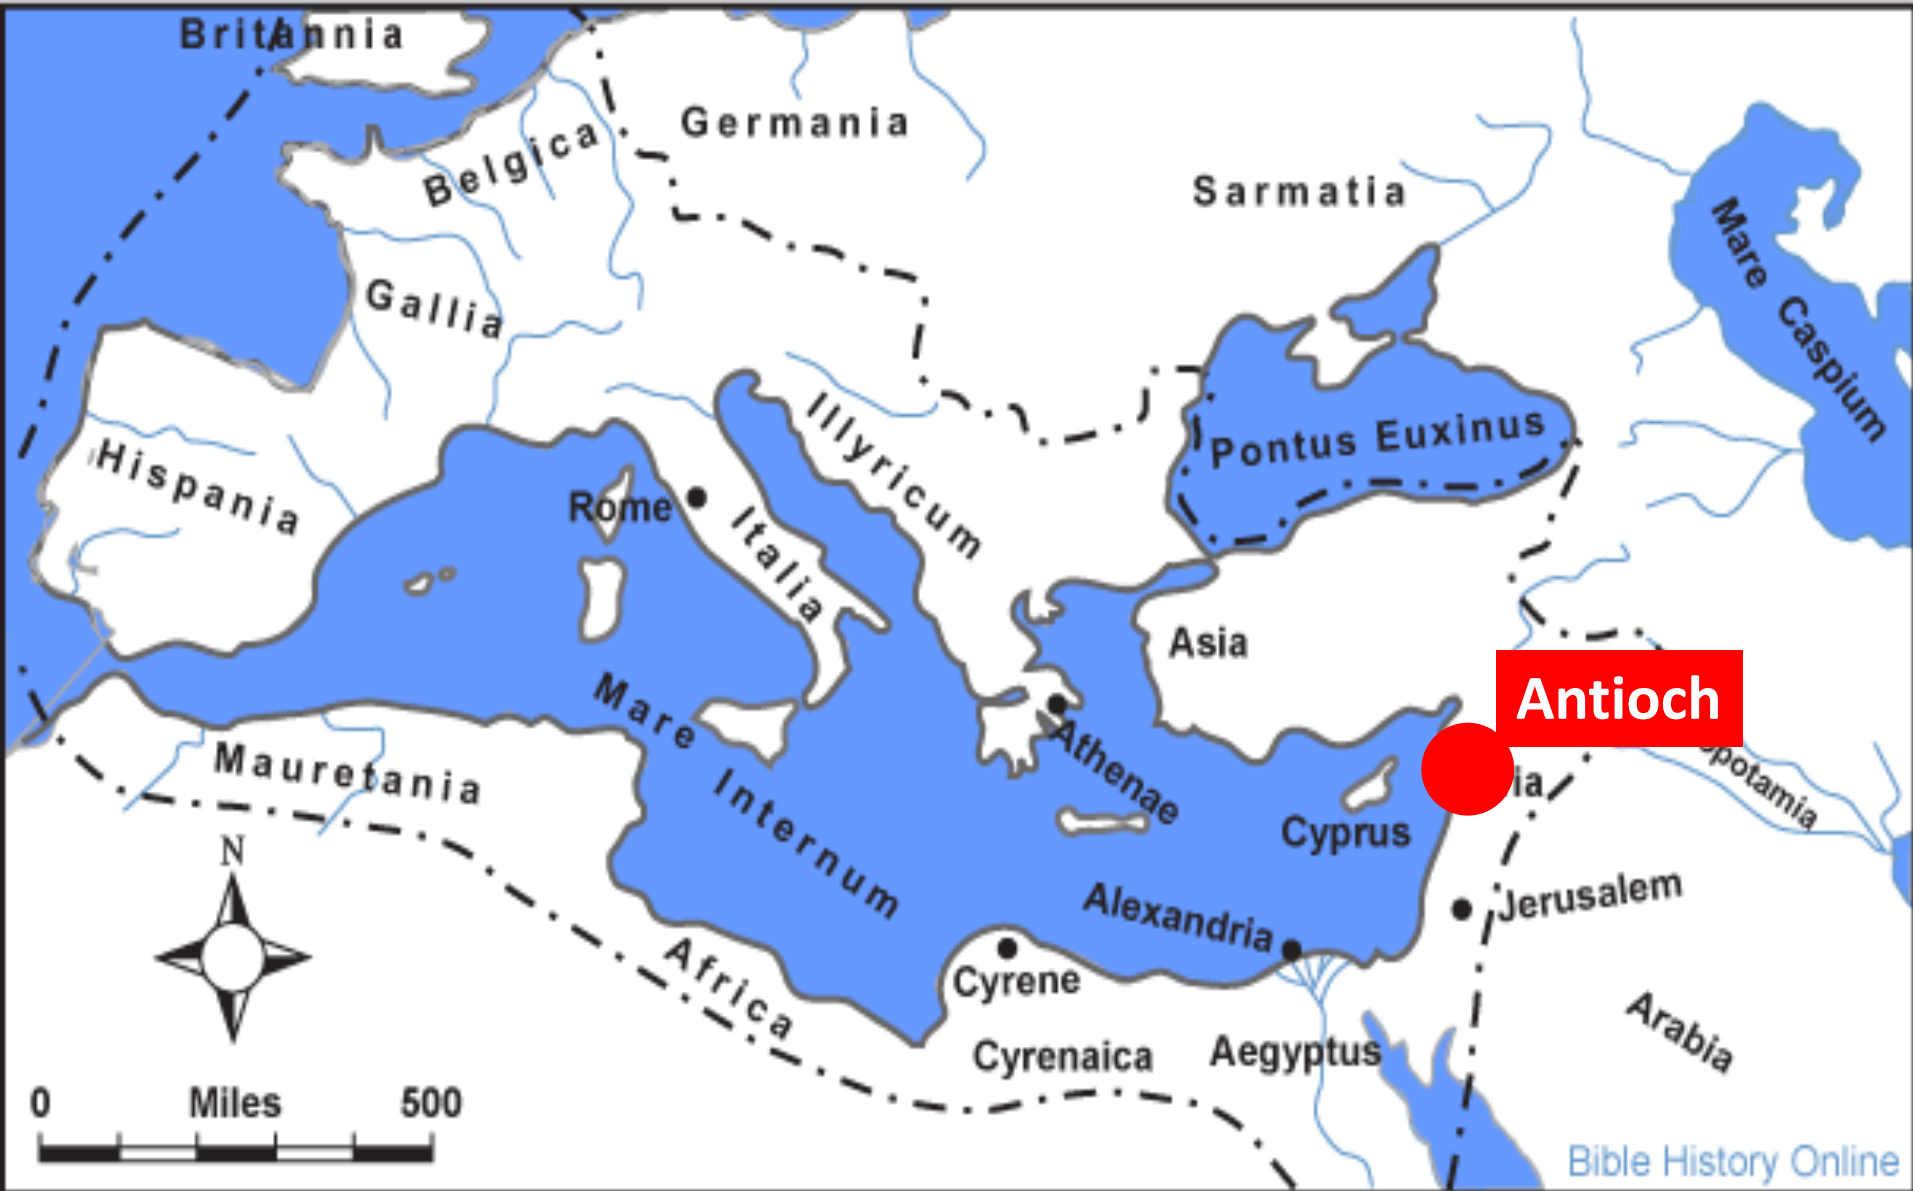 Britannia
Germania
Belgica
Sarmatia
Mare Caspium
Gallia
Illyricum
Pontus Euxinus
Hispania
Rome
Italia
Asia
Antioch
Mare Internum
Athenae
Mauretania
Cyprus
Alexandria
Jerusalem
Africa
Cyrene
Arabia
Cyrenaica
Aegyptus
N
0 Miles 500
Bible History Online